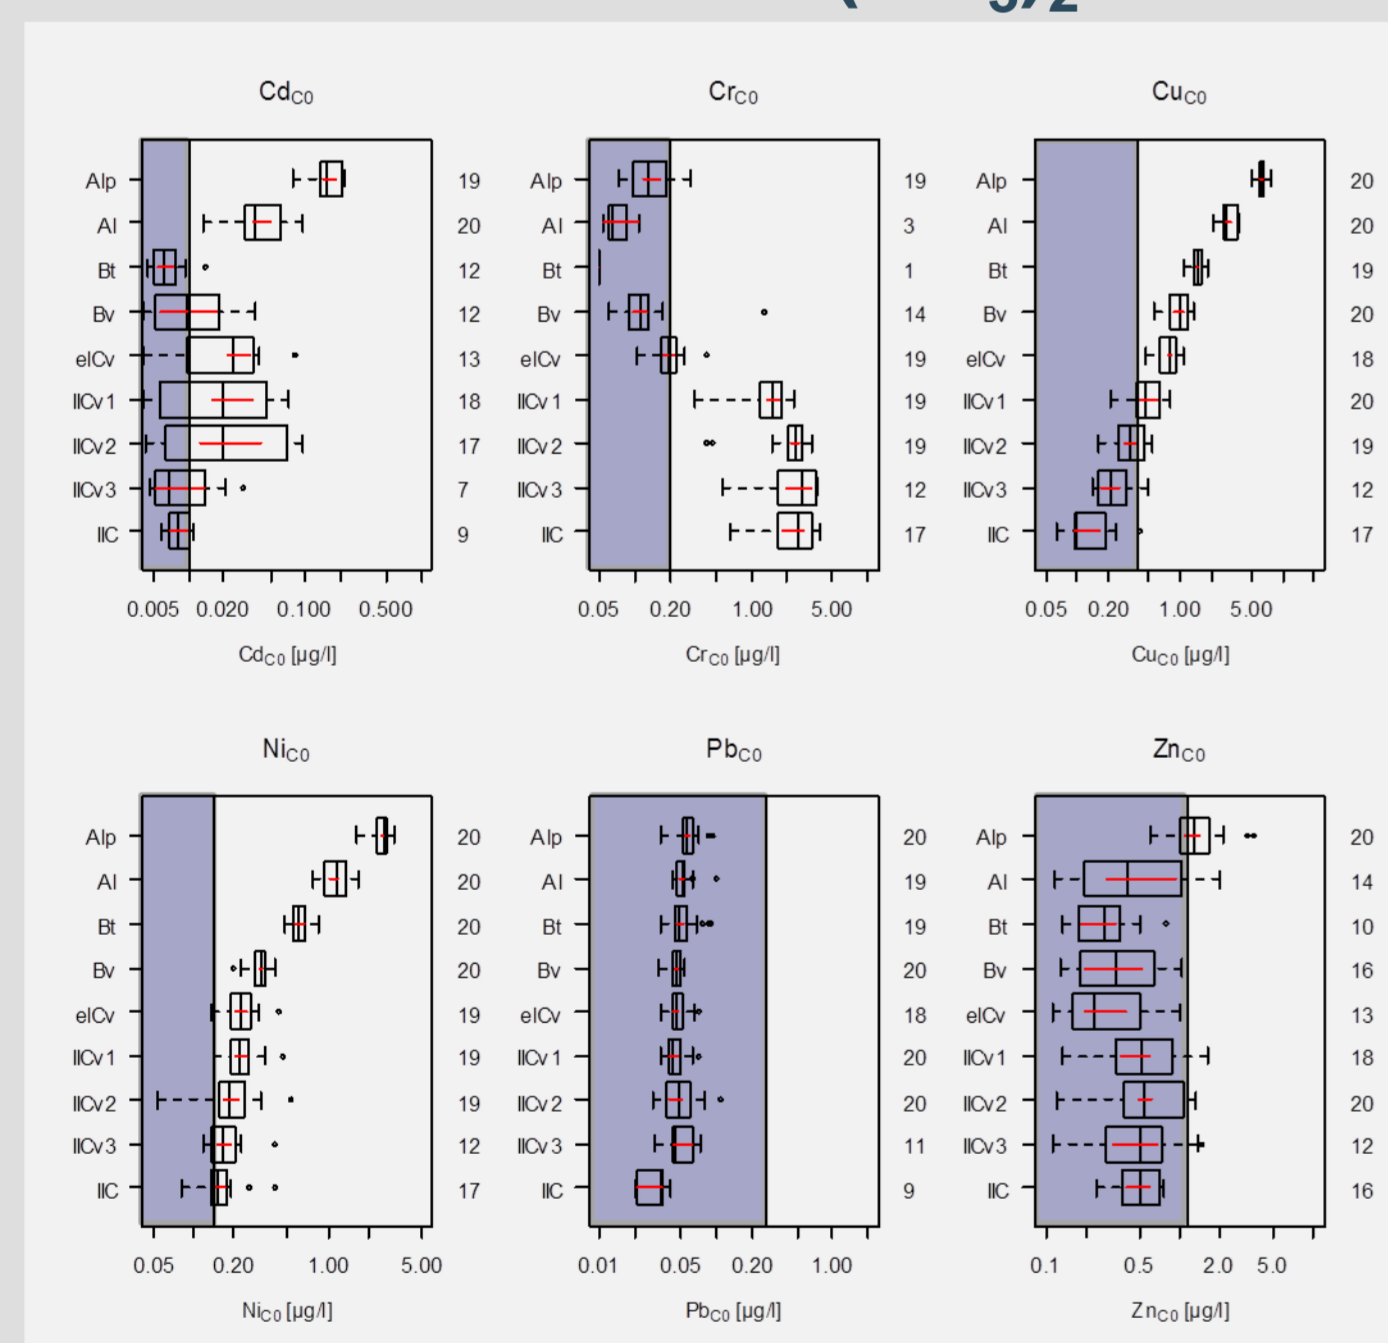 Cd_C0
Alp 19
Al 20
Bt 12
Bv 12
elCv 13
IICv1 18
IICv2 17
IICv3 7
IIC 9
0.005 0.020 0.100 0.500
Cd_C0 [µg/l]
Cr_C0
Alp 19
Al 3
Bt 1
Bv 14
elCv 19
IICv1 19
IICv2 19
IICv3 12
IIC 17
0.05 0.20 1.00 5.00
Cr_C0 [µg/l]
Cu_C0
Alp 20
Al 20
Bt 19
Bv 20
elCv 18
IICv1 20
IICv2 19
IICv3 12
IIC 17
0.05 0.20 1.00 5.00
Cu_C0 [µg/l]
Ni_C0
Alp 20
Al 20
Bt 20
Bv 20
elCv 19
IICv1 19
IICv2 19
IICv3 12
IIC 17
0.05 0.20 1.00 5.00
Ni_C0 [µg/l]
Pb_C0
Alp 20
Al 19
Bt 19
Bv 20
elCv 18
IICv1 20
IICv2 20
IICv3 11
IIC 9
0.01 0.05 0.20 1.00
Pb_C0 [µg/l]
Zn_C0
Alp 20
Al 14
Bt 10
Bv 16
elCv 13
IICv1 18
IICv2 20
IICv3 12
IIC 16
0.1 0.5 2.0 5.0
Zn_C0 [µg/l]